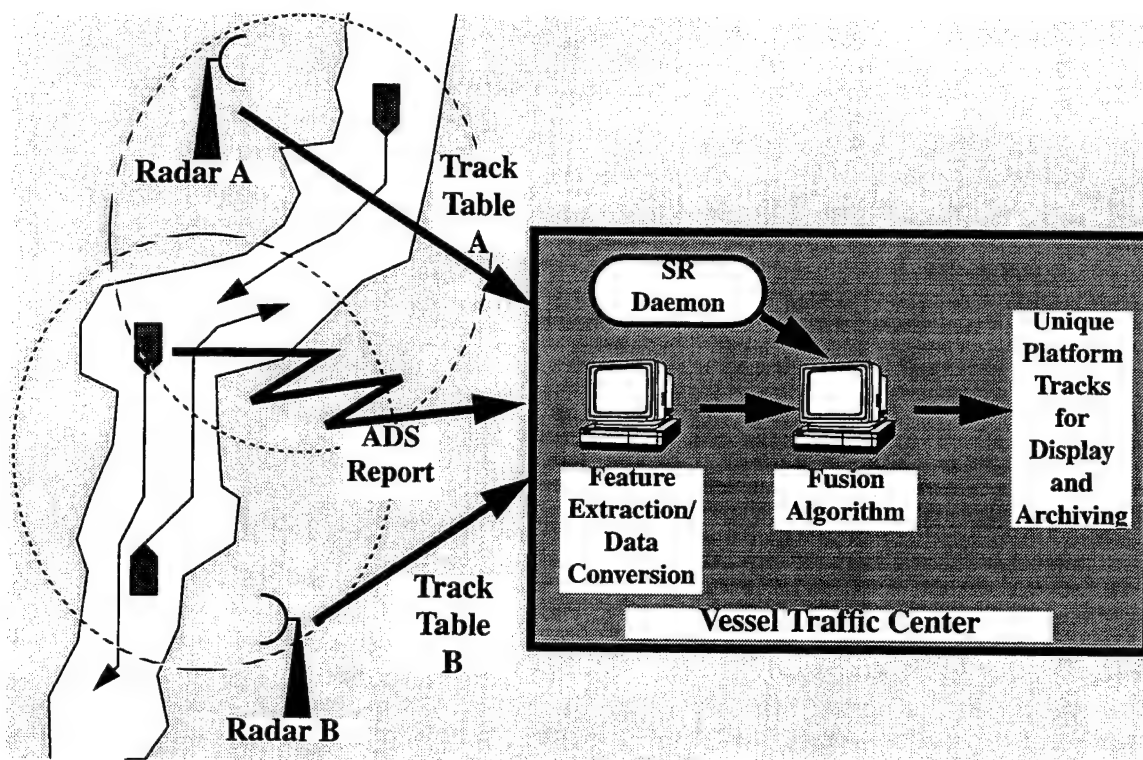 Radar A
Track
Table
A
SR
Daemon
Unique
Platform
Tracks
for
Display
and
Archiving
ADS
Report
Feature
Extraction/
Data
Conversion
Fusion
Algorithm
Track
Table
B
Vessel Traffic Center
Radar B